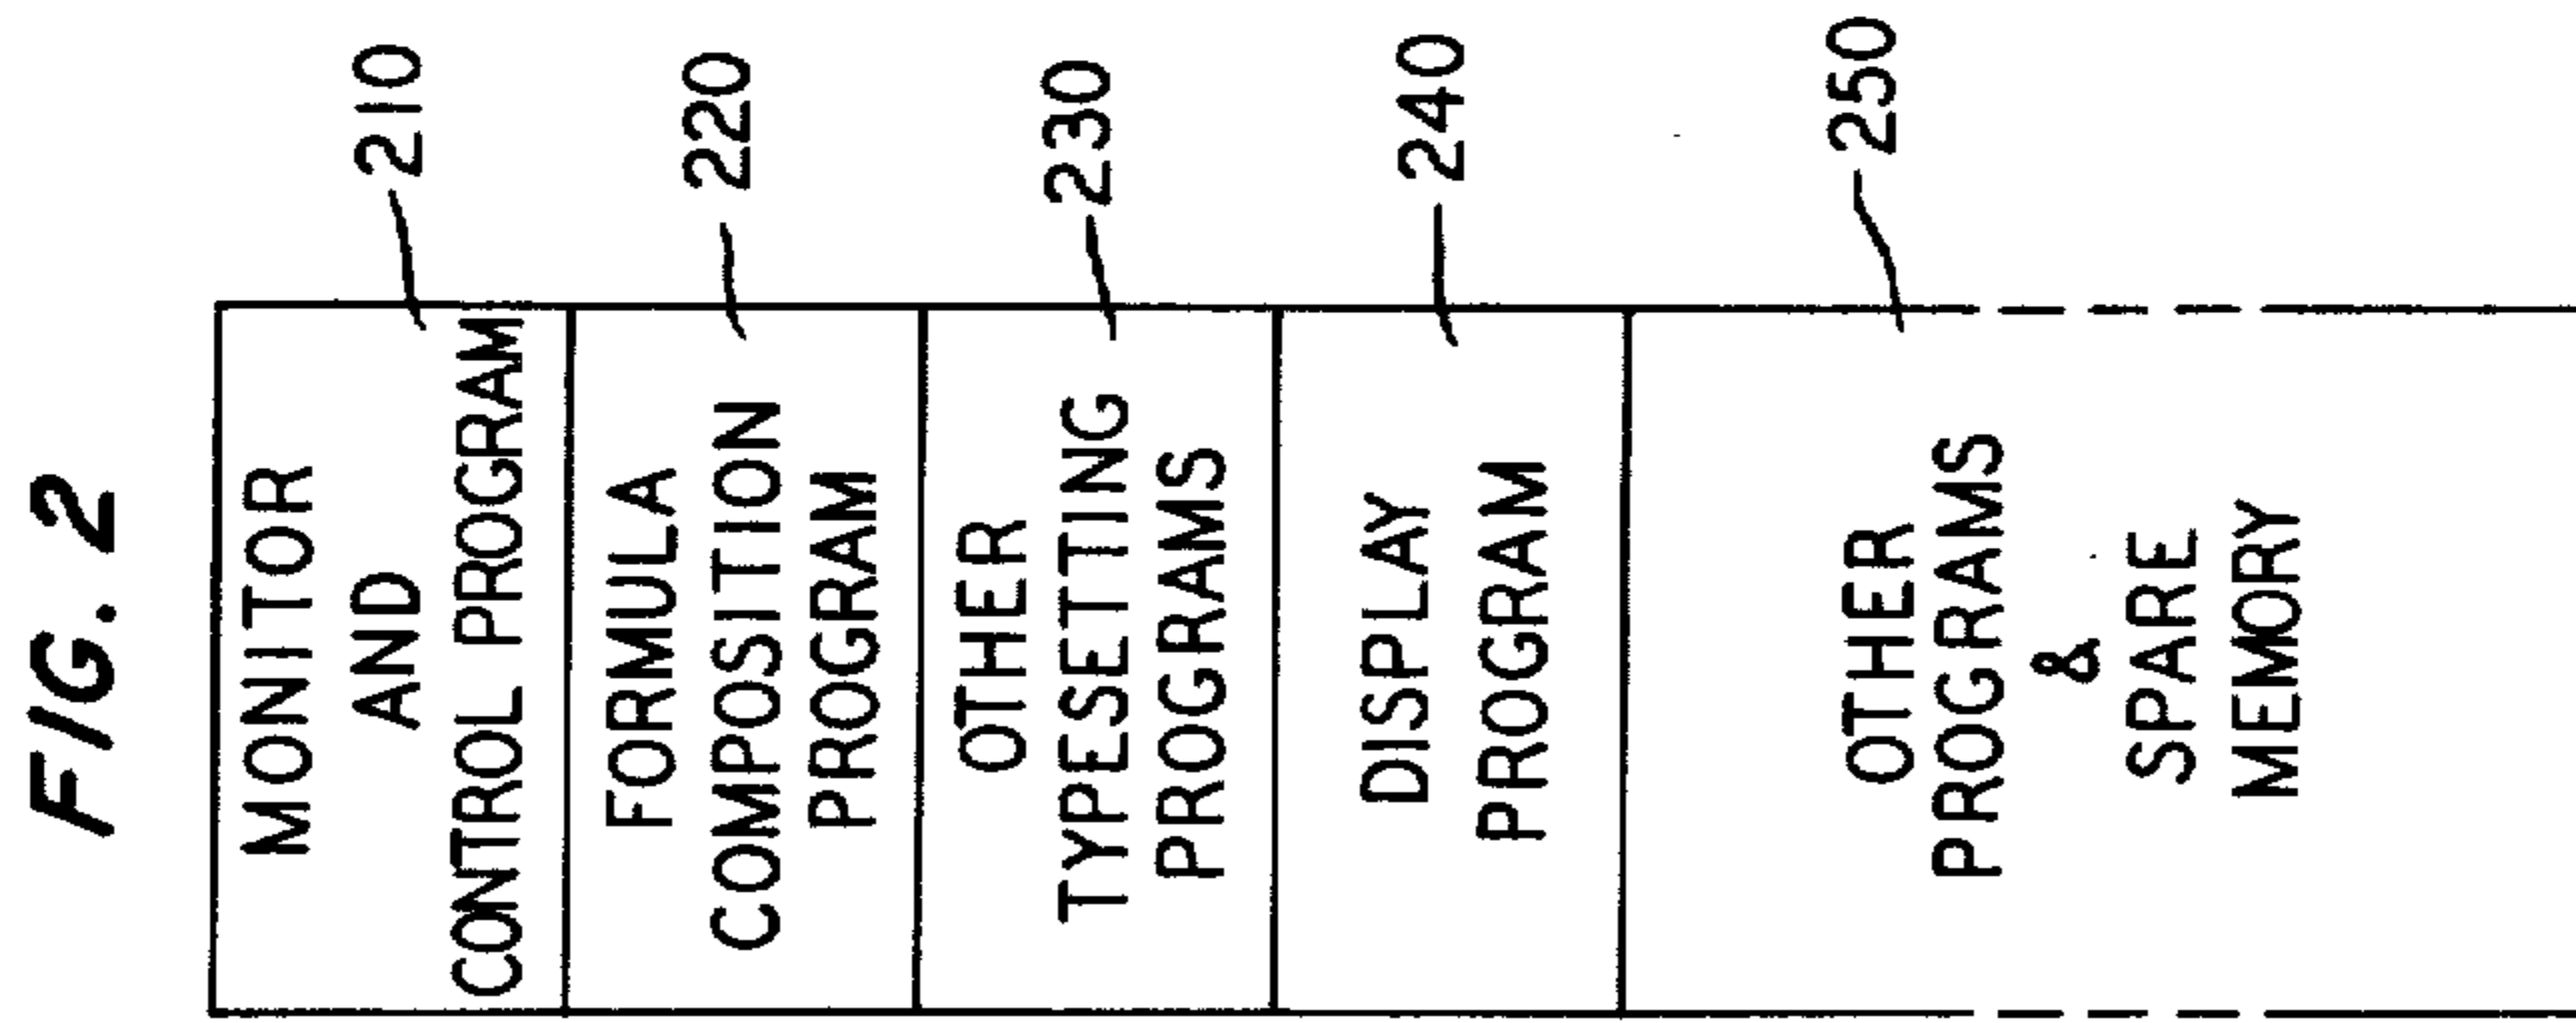 FIG. 2
MONITOR
AND
CONTROL PROGRAM
210
FORMULA
COMPOSITION
PROGRAM
220
OTHER
TYPESETTING
PROGRAMS
230
DISPLAY
PROGRAM
240
OTHER
PROGRAMS
&
SPARE
MEMORY
250